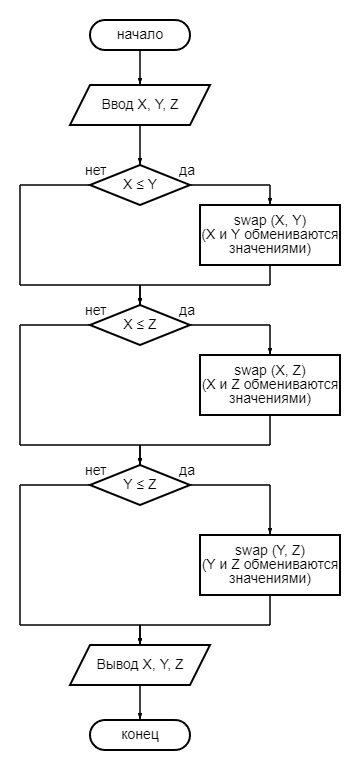 начало
Ввод X, Y, Z
нет
да
X ≤ Y
swap (X, Y)
(X и Y обмениваются
значениями)
нет
да
X ≤ Z
swap (X, Z)
(X и Z обмениваются
значениями)
нет
да
Y ≤ Z
swap (Y, Z)
(Y и Z обмениваются
значениями)
Вывод X, Y, Z
конец